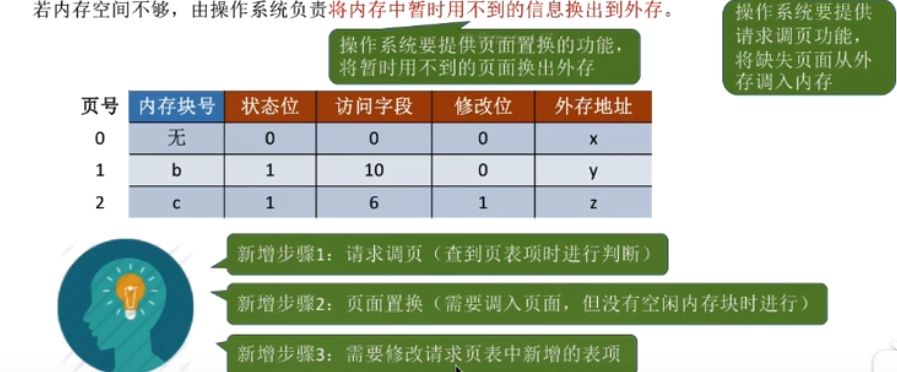 若内存空间不够，由操作系统负责将内存中暂时用不到的信息换出到外存。
操作系统要提供页面置换的功能，
将暂时用不到的页面换出外存
操作系统要提供
请求调页功能，
将缺失页面从外
存调入内存
页号 内存块号 状态位 访问字段 修改位 外存地址
0 无 0 0 0 x
1 b 1 10 0 y
2 c 1 6 1 z
新增步骤1：请求调页（查到页表项时进行判断）
新增步骤2：页面置换（需要调入页面，但没有空闲内存块时进行）
新增步骤3：需要修改请求页表中新增的表项